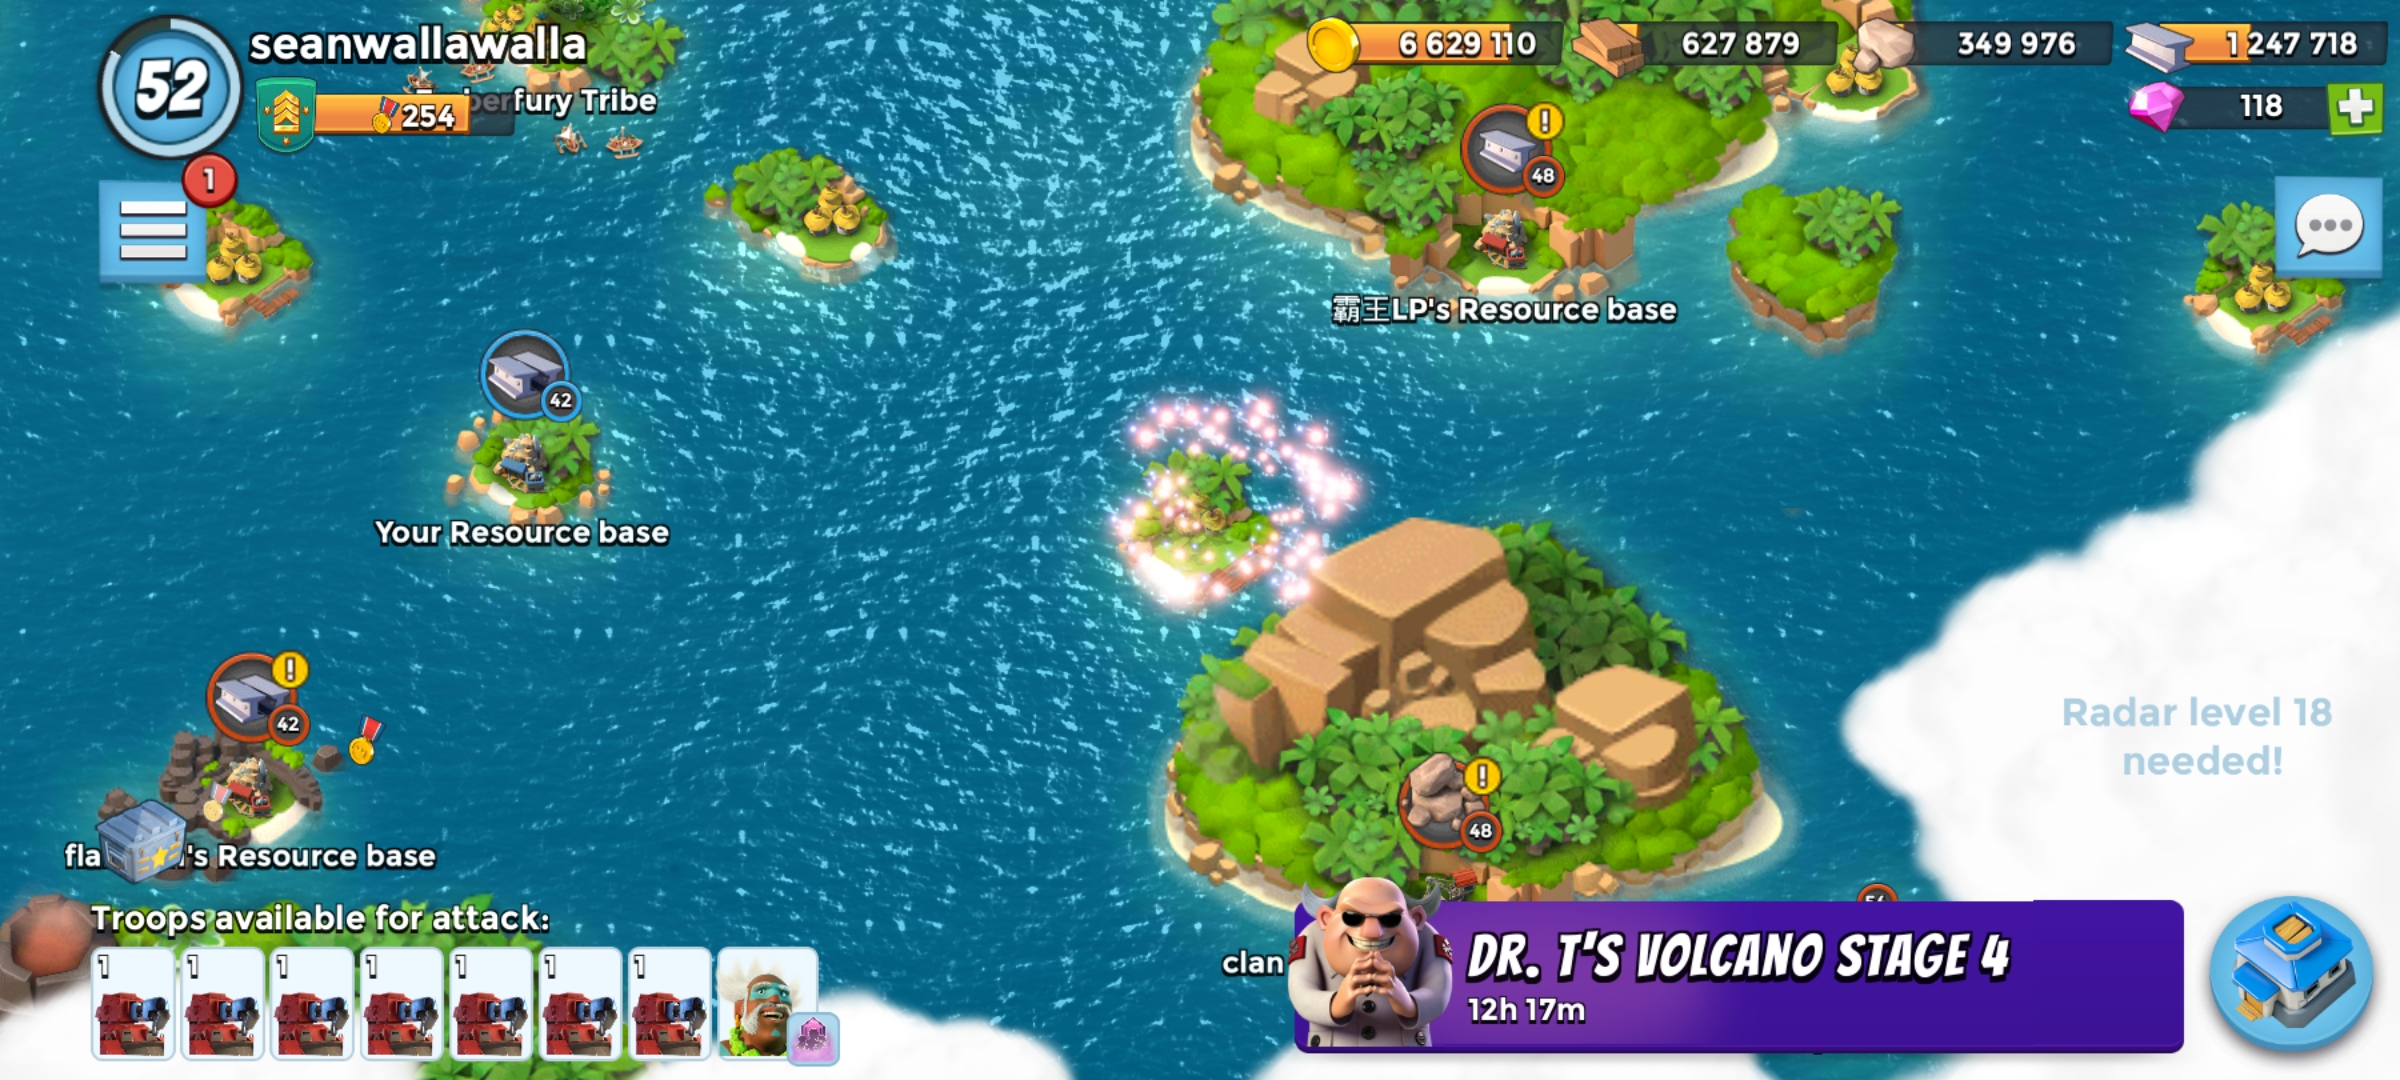 52
seanwallawalla
254
fury Tribe
6 629 110
627 879
349 976
1 247 718
118
1
!
48
霸王LP's Resource base
42
Your Resource base
!
42
's Resource base
!
48
Radar level 18
needed!
Troops available for attack:
1 1 1 1 1 1 1
clan
DR. T'S VOLCANO STAGE 4
12h 17m